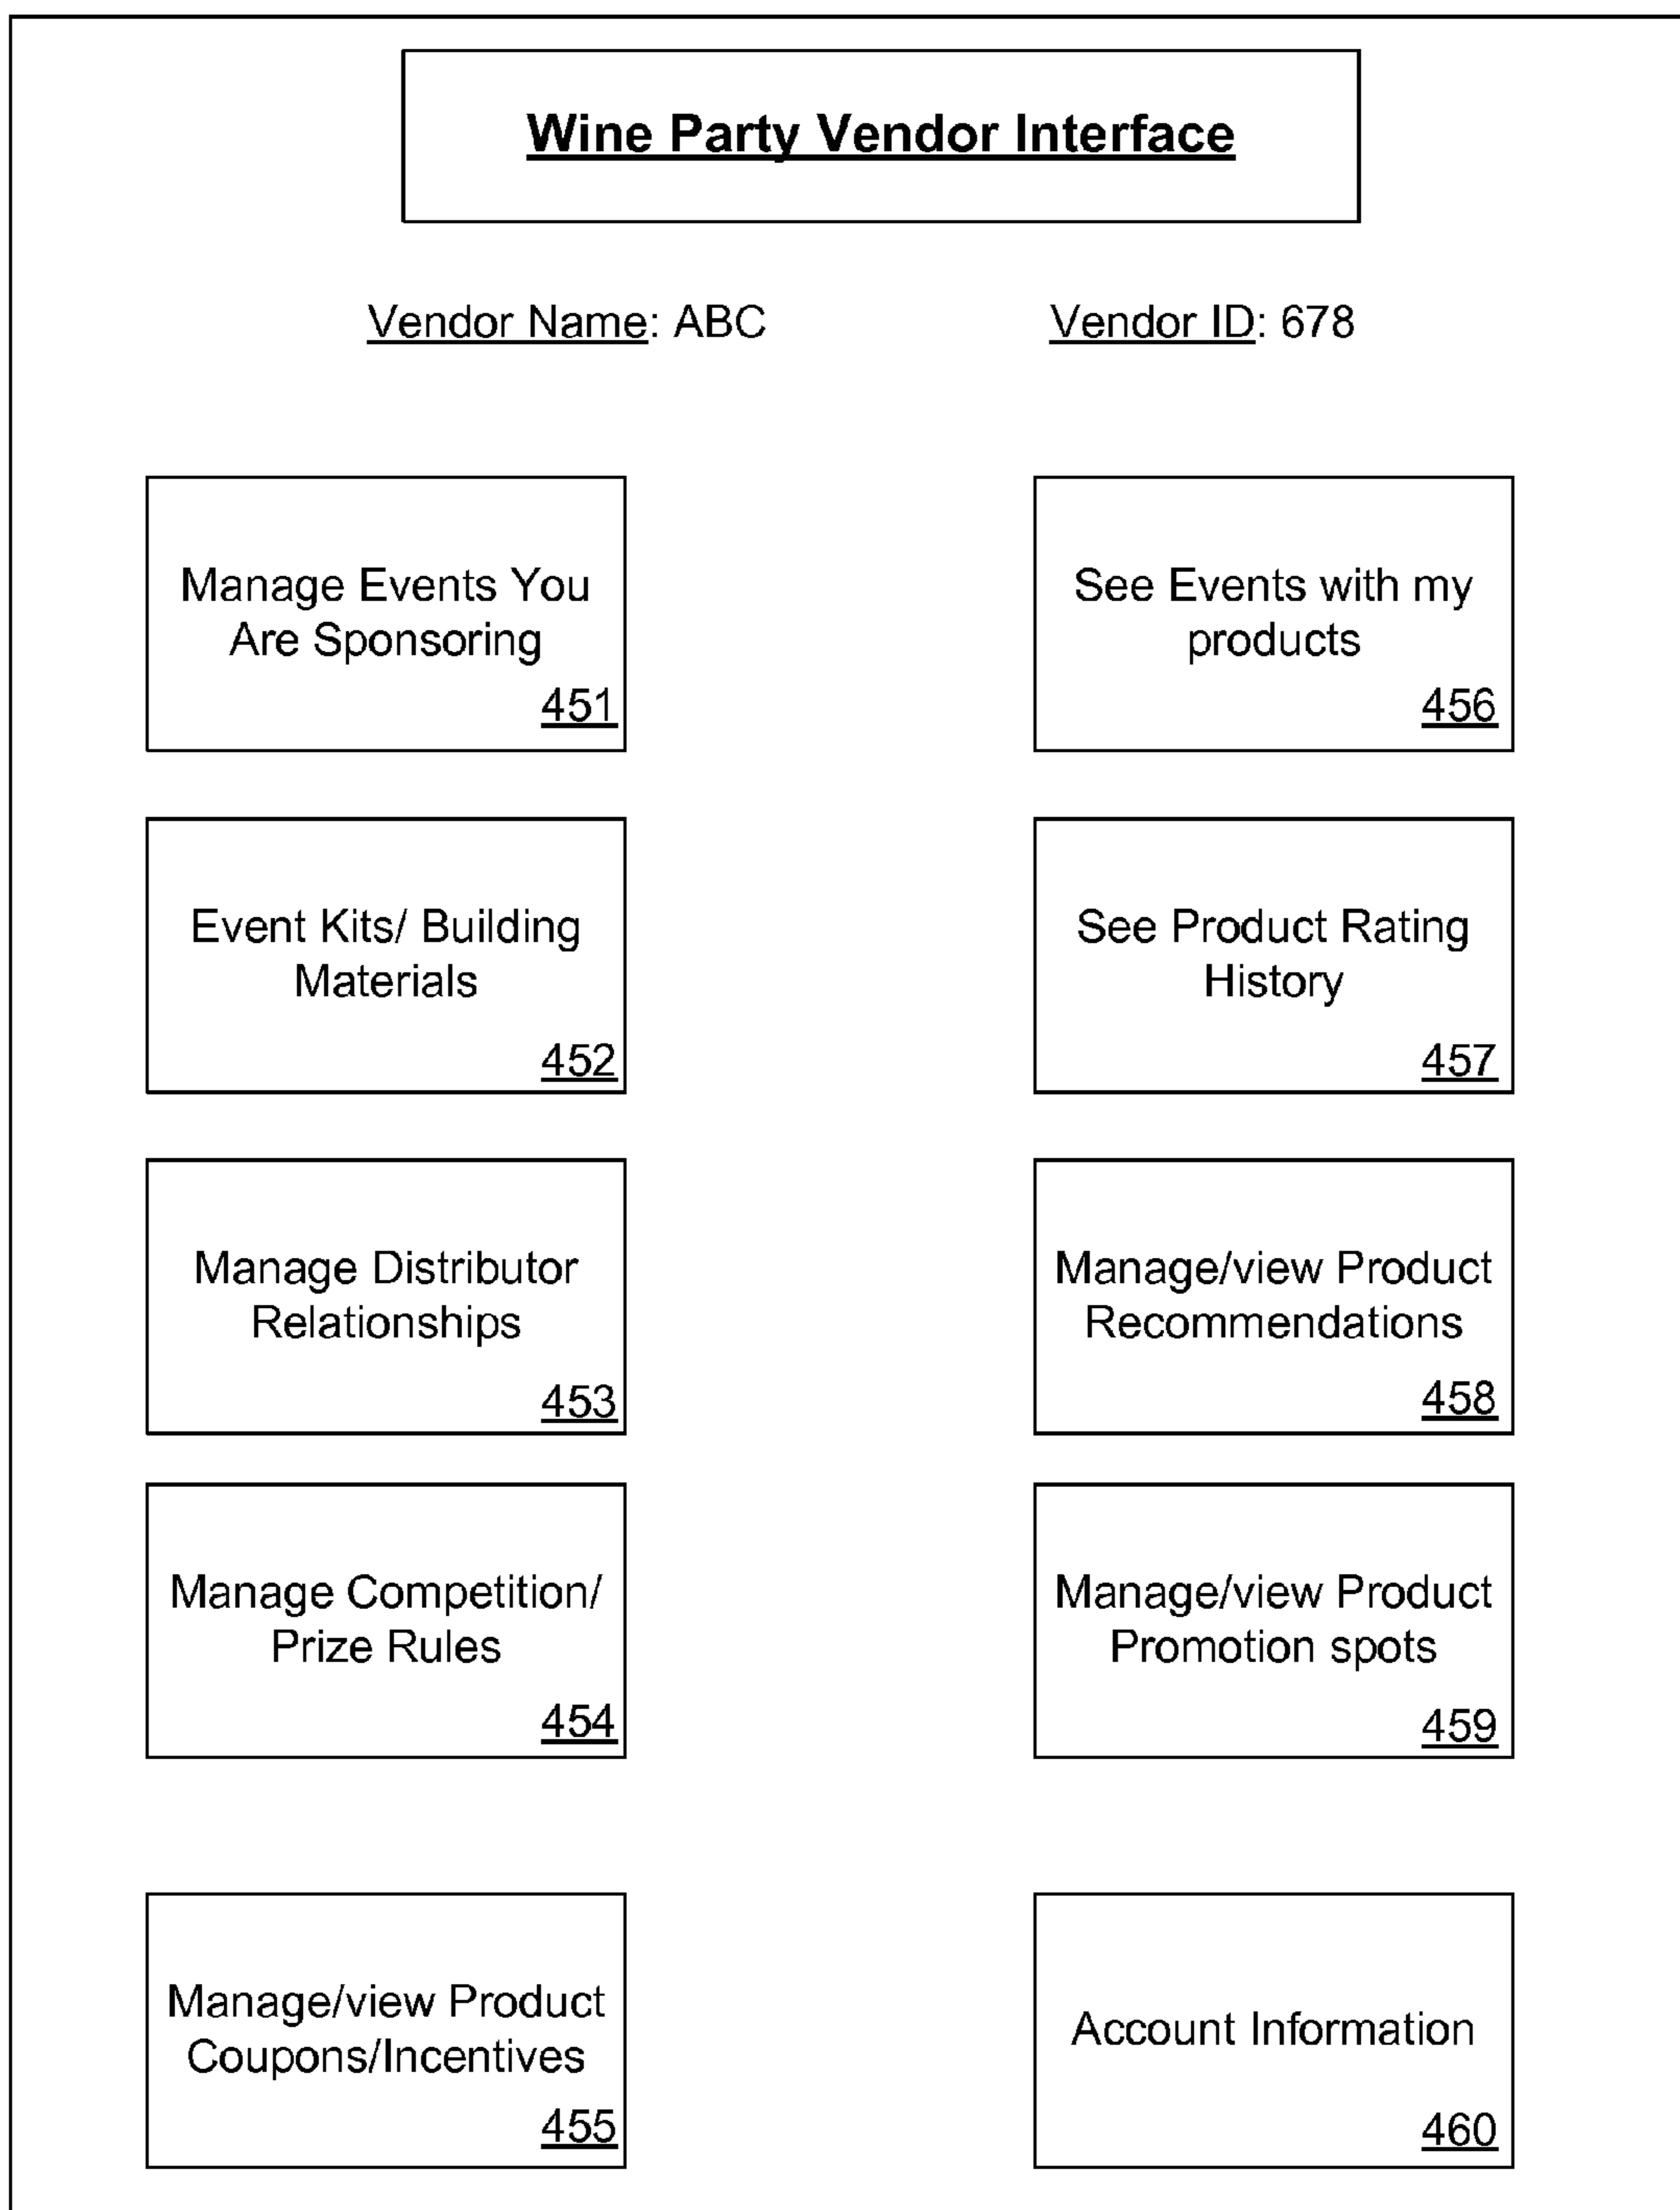 Wine Party Vendor Interface
Vendor Name: ABC
Vendor ID: 678
Manage Events You
Are Sponsoring
451
See Events with my
products
456
Event Kits/ Building
Materials
452
See Product Rating
History
457
Manage Distributor
Relationships
453
Manage/view Product
Recommendations
458
Manage Competition/
Prize Rules
454
Manage/view Product
Promotion spots
459
Manage/view Product
Coupons/Incentives
455
Account Information
460